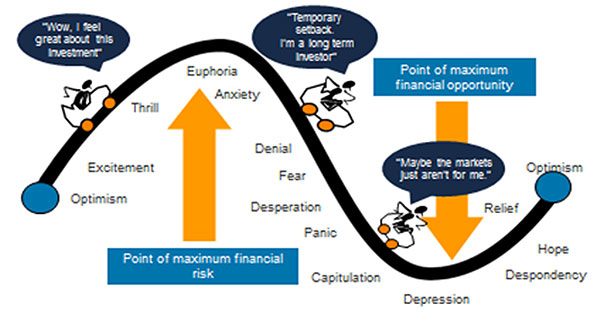 "Wow, I feel
great about this
Investment"
"Temporary
setback.
I'm a long term
Investor"
Euphoria
Anxiety
Thrill
Point of maximum
financial opportunity
Excitement
Optimism
Denial
Fear
"Maybe the markets
just aren't for me."
Optimism
Desperation
Relief
Panic
Point of maximum financial
risk
Hope
Capitulation
Despondency
Depression